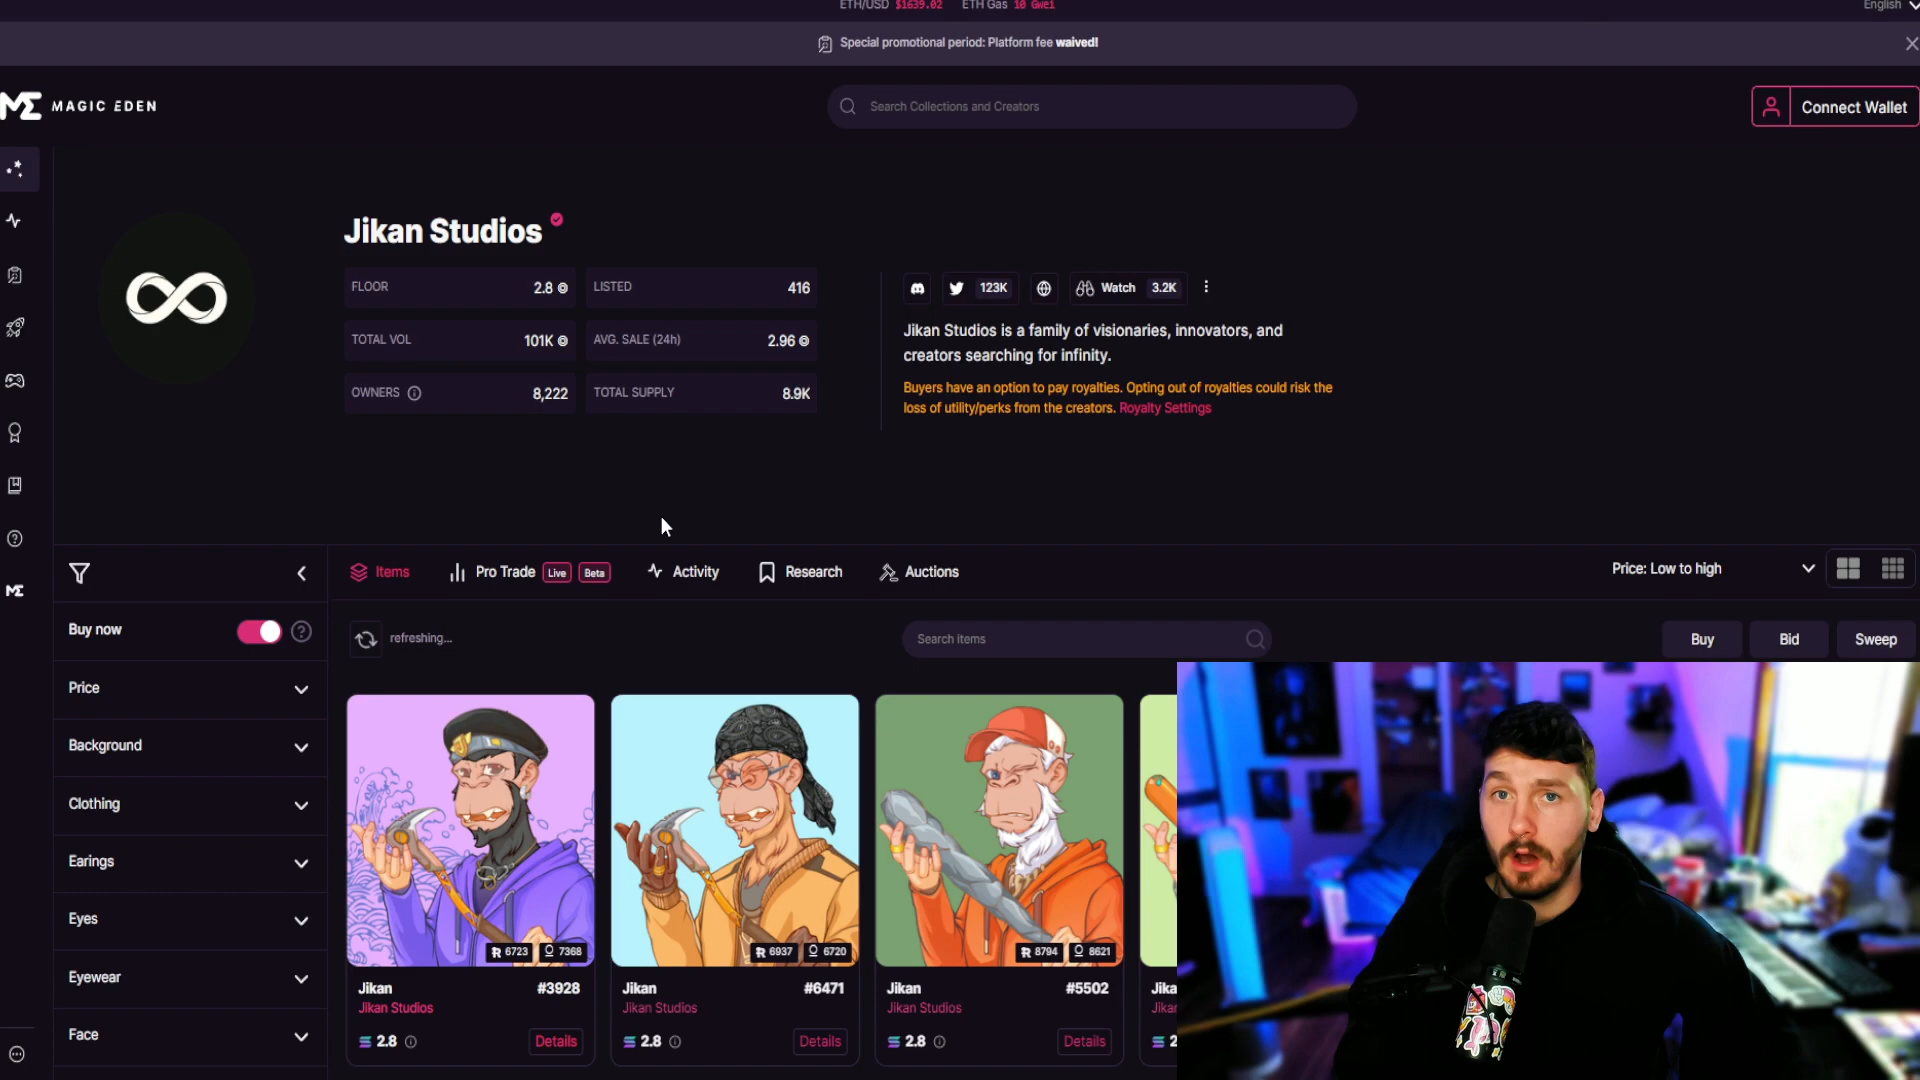 ETH/USD $1639.02 ETH Gas 10 Gwei English
Special promotional period: Platform fee waived!
ME MAGIC EDEN
Search Collections and Creators
Connect Wallet
Jikan Studios
FLOOR 2.8
LISTED 416
TOTAL VOL 101K
AVG. SALE (24h) 2.96
OWNERS 8,222
TOTAL SUPPLY 8.9K
123K Watch 3.2K
Jikan Studios is a family of visionaries, innovators, and
creators searching for infinity.
Buyers have an option to pay royalties. Opting out of royalties could risk the
loss of utility/perks from the creators. Royalty Settings
ME
Items Pro Trade Live Beta Activity Research Auctions
Price: Low to high
Buy now
Price
Background
Clothing
Earings
Eyes
Eyewear
Face
refreshing...
Search items
Buy Bid Sweep
R 6723 7368
Jikan #3928
Jikan Studios
2.8 Details
R 6937 6720
Jikan #6471
Jikan Studios
2.8 Details
R 8794 8621
Jikan #5502
Jikan Studios
2.8 Details
Jika
Jikar
2